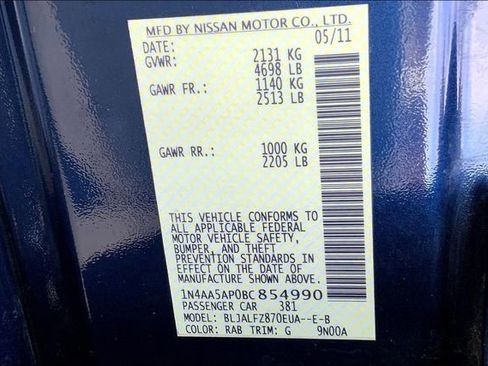 MFD BY NISSAN MOTOR CO., LTD.
DATE: 05/11
GVWR: 2131 KG
4698 LB
GAWR FR.: 1140 KG
2513 LB
GAWR RR.: 1000 KG
2205 LB
THIS VEHICLE CONFORMS TO
ALL APPLICABLE FEDERAL
MOTOR VEHICLE SAFETY,
BUMPER, AND THEFT
PREVENTION STANDARDS IN
EFFECT ON THE DATE OF
MANUFACTURE SHOWN ABOVE.
1N4AA5AP0BC854990
PASSENGER CAR 381
MODEL: BLJALFZ870EUA--E-B
COLOR: RAB TRIM: G 9N00A